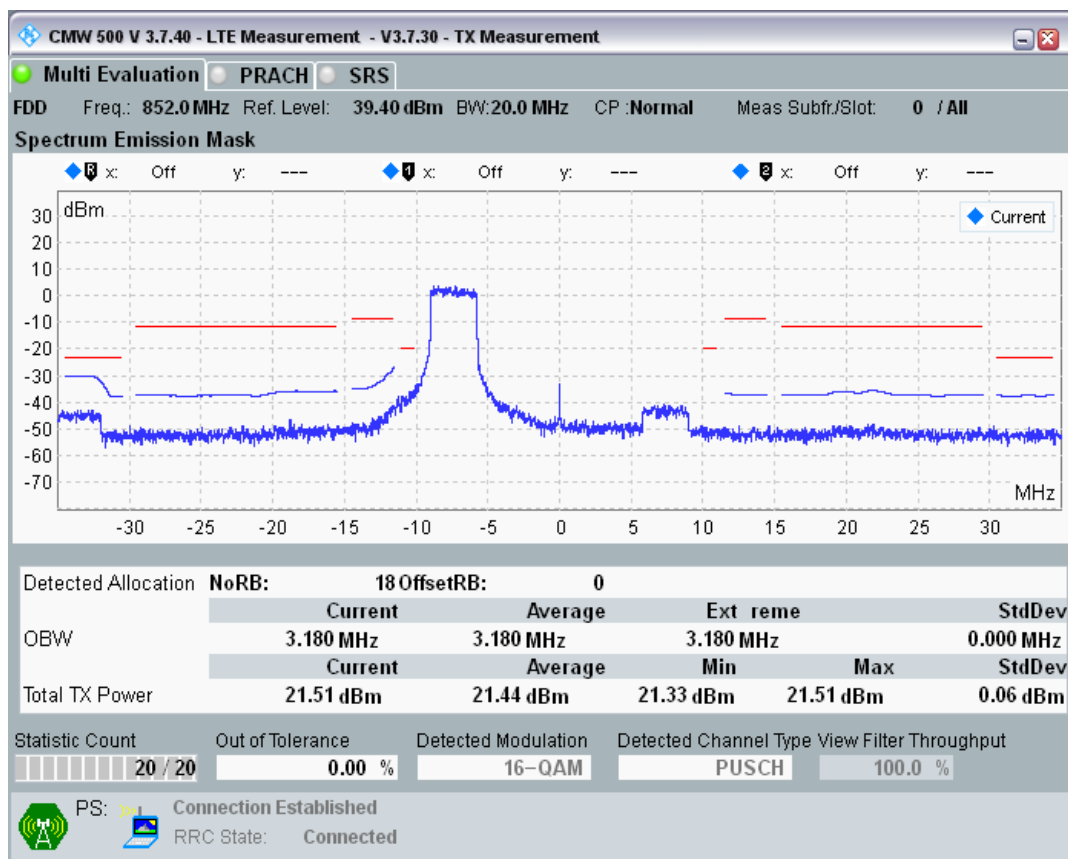 CMW 500 V 3.7.40 - LTE Measurement - V3.7.30 - TX Measurement
Multi Evaluation PRACH SRS
FDD Freq.: 852.0 MHz Ref. Level: 39.40 dBm BW:20.0 MHz CP :Normal Meas Subfr./Slot: 0 / All
Spectrum Emission Mask
R x: Off y: --- 1 x: Off y: --- 2 x: Off y: ---
dBm
Current
30
20
10
0
-10
-20
-30
-40
-50
-60
-70
MHz
-30 -25 -20 -15 -10 -5 0 5 10 15 20 25 30
Detected Allocation NoRB: 18 OffsetRB: 0
Current Average Ext reme StdDev
OBW 3.180 MHz 3.180 MHz 3.180 MHz 0.000 MHz
Current Average Min Max StdDev
Total TX Power 21.51 dBm 21.44 dBm 21.33 dBm 21.51 dBm 0.06 dBm
Statistic Count Out of Tolerance Detected Modulation Detected Channel Type View Filter Throughput
20 / 20 0.00 % 16-QAM PUSCH 100.0 %
PS: Connection Established
RRC State: Connected